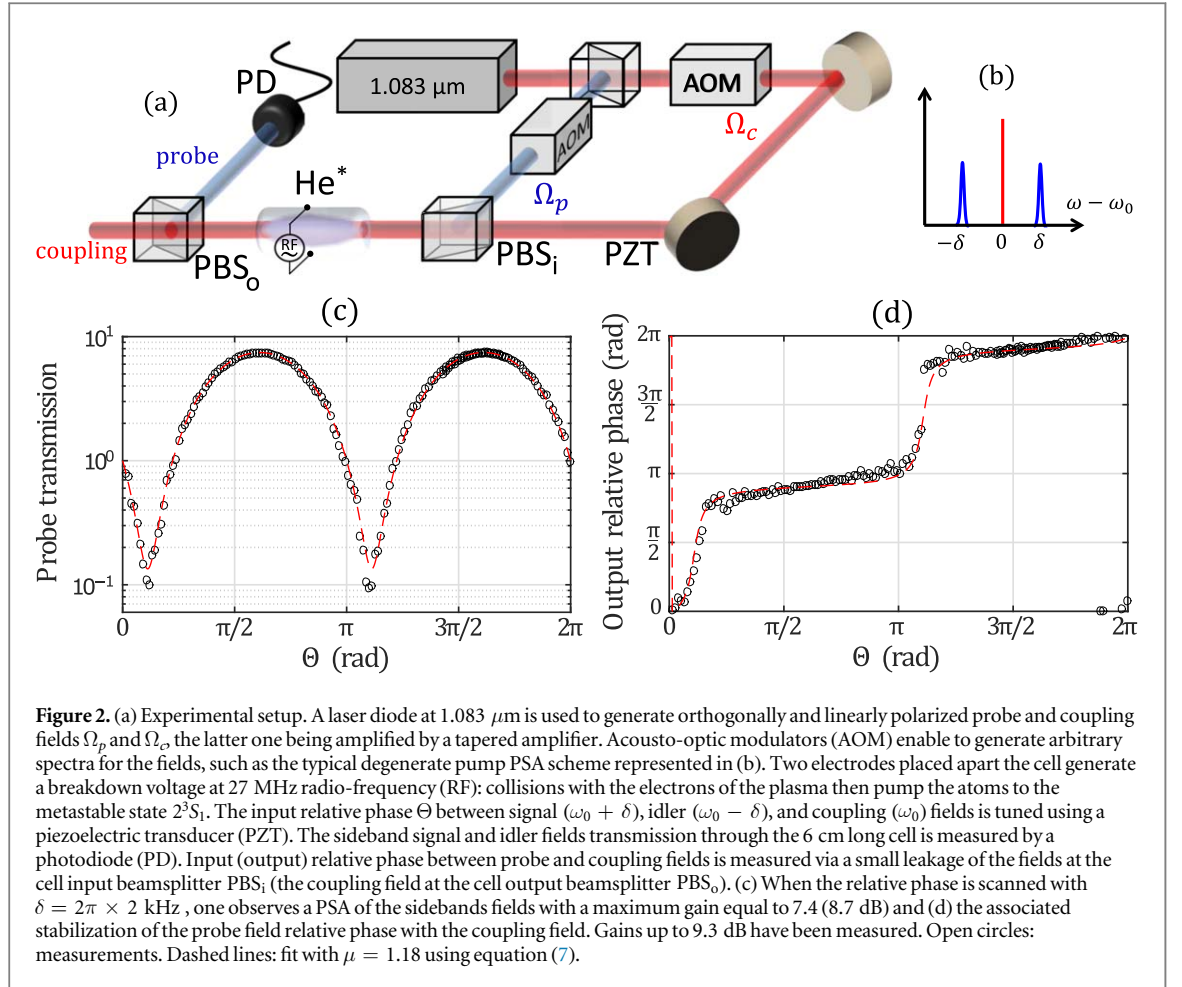 (a)
PD
1.083 μm
AOM
(b)
AOM
Ω_c
probe
He*
Ω_p
ω − ω₀
RF
−δ 0 δ
coupling
PBS_o
PBS_i
PZT
(c)
Probe transmission
10¹
10⁰
10⁻¹
0 π/2 π 3π/2 2π
Θ (rad)
(d)
Output relative phase (rad)
2π
3π/2
π
π/2
0
0 π/2 π 3π/2 2π
Θ (rad)
Figure 2. (a) Experimental setup. A laser diode at 1.083 μm is used to generate orthogonally and linearly polarized probe and coupling
fields Ω_p and Ω_c, the latter one being amplified by a tapered amplifier. Acousto-optic modulators (AOM) enable to generate arbitrary
spectra for the fields, such as the typical degenerate pump PSA scheme represented in (b). Two electrodes placed apart the cell generate
a breakdown voltage at 27 MHz radio-frequency (RF): collisions with the electrons of the plasma then pump the atoms to the
metastable state 2³S₁. The input relative phase Θ between signal (ω₀ + δ), idler (ω₀ − δ), and coupling (ω₀) fields is tuned using a
piezoelectric transducer (PZT). The sideband signal and idler fields transmission through the 6 cm long cell is measured by a
photodiode (PD). Input (output) relative phase between probe and coupling fields is measured via a small leakage of the fields at the
cell input beamsplitter PBS_i (the coupling field at the cell output beamsplitter PBS_o). (c) When the relative phase is scanned with
δ = 2π × 2 kHz , one observes a PSA of the sidebands fields with a maximum gain equal to 7.4 (8.7 dB) and (d) the associated
stabilization of the probe field relative phase with the coupling field. Gains up to 9.3 dB have been measured. Open circles:
measurements. Dashed lines: fit with μ = 1.18 using equation (7).